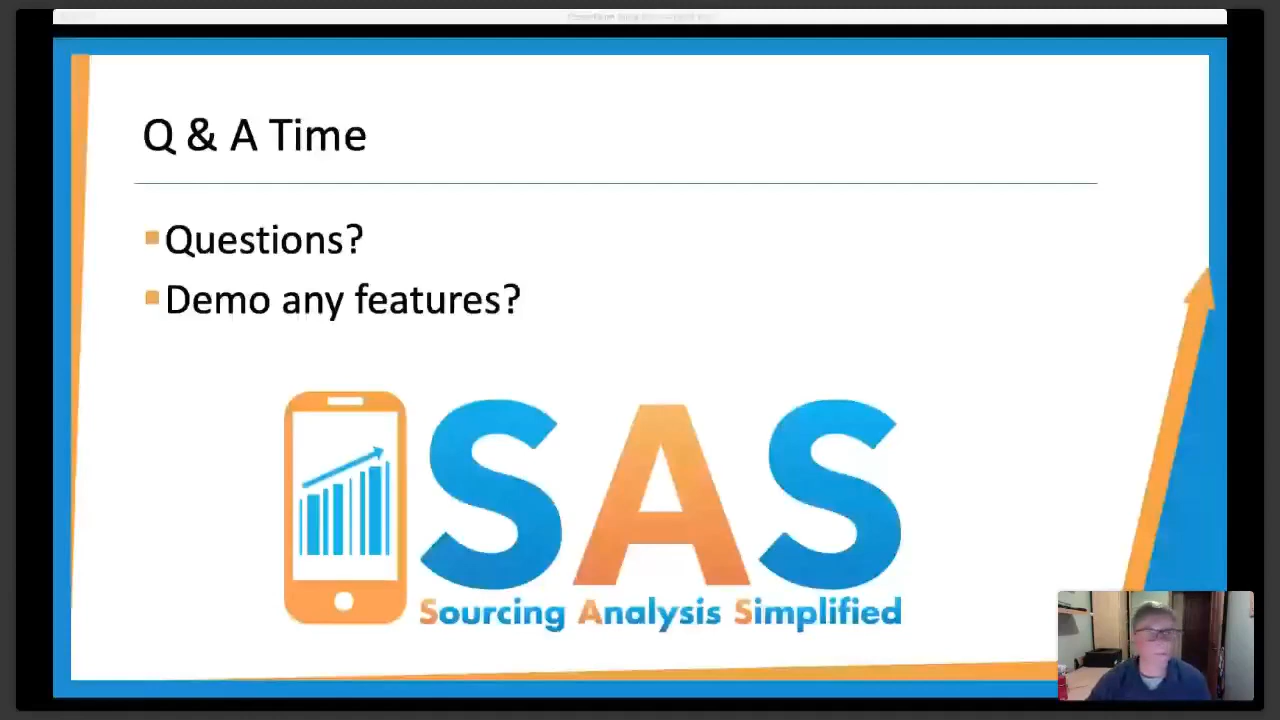 Q & A Time
Questions?
Demo any features?
SAS
Sourcing Analysis Simplified